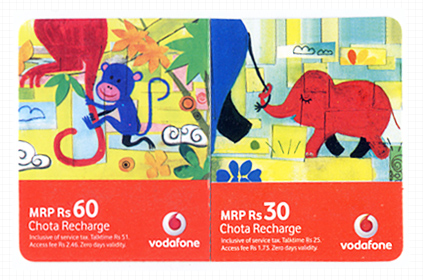 MRP Rs 60
Chota Recharge
Inclusive of service tax. Talktime Rs 51.
Access fee Rs 2.46. Zero days validity.
vodafone
MRP Rs 30
Chota Recharge
Inclusive of service tax. Talktime Rs 25.
Access fee Rs 1.73. Zero days validity.
vodafone